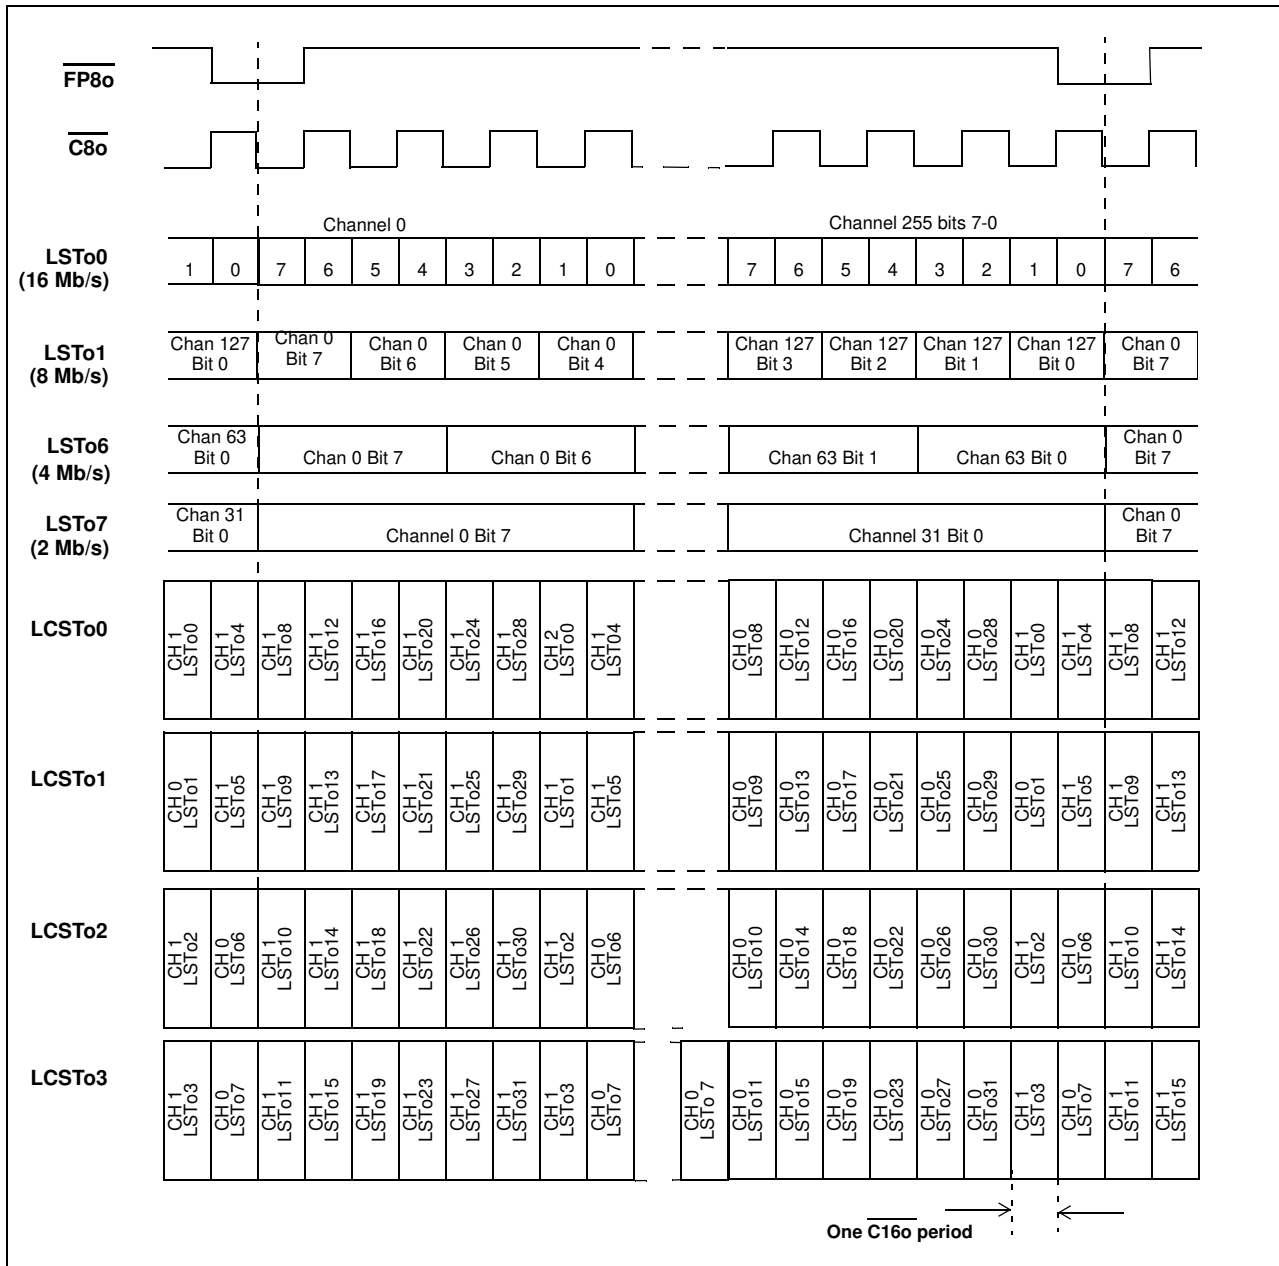 FP8o
C8o
Channel 0
Channel 255 bits 7-0
LSTo0
(16 Mb/s)
1 0 7 6 5 4 3 2 1 0 7 6 5 4 3 2 1 0 7 6
LSTo1
(8 Mb/s)
Chan 127 Chan 0 Chan 0 Chan 0 Chan 0 Chan 127 Chan 127 Chan 127 Chan 127 Chan 0
Bit 0 Bit 7 Bit 6 Bit 5 Bit 4 Bit 3 Bit 2 Bit 1 Bit 0 Bit 7
LSTo6
(4 Mb/s)
Chan 63 Chan 0
Bit 0 Chan 0 Bit 7 Chan 0 Bit 6 Chan 63 Bit 1 Chan 63 Bit 0 Bit 7
LSTo7
(2 Mb/s)
Chan 31 Chan 0
Bit 0 Channel 0 Bit 7 Channel 31 Bit 0 Bit 7
LCSTo0
CH 1 CH 1 CH 1 CH 1 CH 1 CH 1 CH 1 CH 1 CH 2 CH 1 CH 0 CH 0 CH 0 CH 0 CH 0 CH 0 CH 1 CH 1 CH 1 CH 1
LSTo0 LSTo4 LSTo8 LSTo12 LSTo16 LSTo20 LSTo24 LSTo28 LSTo0 LSTo4 LSTo8 LSTo12 LSTo16 LSTo20 LSTo24 LSTo28 LSTo0 LSTo4 LSTo8 LSTo12
LCSTo1
CH 0 CH 1 CH 1 CH 1 CH 1 CH 1 CH 1 CH 1 CH 1 CH 1 CH 0 CH 0 CH 0 CH 0 CH 0 CH 0 CH 0 CH 1 CH 1 CH 1
LSTo1 LSTo5 LSTo9 LSTo13 LSTo17 LSTo21 LSTo25 LSTo29 LSTo1 LSTo5 LSTo9 LSTo13 LSTo17 LSTo21 LSTo25 LSTo29 LSTo1 LSTo5 LSTo9 LSTo13
LCSTo2
CH 1 CH 0 CH 1 CH 1 CH 1 CH 1 CH 1 CH 1 CH 1 CH 0 CH 0 CH 0 CH 0 CH 0 CH 0 CH 0 CH 1 CH 0 CH 1 CH 1
LSTo2 LSTo6 LSTo10 LSTo14 LSTo18 LSTo22 LSTo26 LSTo30 LSTo2 LSTo6 LSTo10 LSTo14 LSTo18 LSTo22 LSTo26 LSTo30 LSTo2 LSTo6 LSTo10 LSTo14
LCSTo3
CH 1 CH 0 CH 1 CH 1 CH 1 CH 1 CH 1 CH 1 CH 1 CH 0 CH 0 CH 0 CH 0 CH 0 CH 0 CH 0 CH 0 CH 1 CH 0 CH 1 CH 1
LSTo3 LSTo7 LSTo11 LSTo15 LSTo19 LSTo23 LSTo27 LSTo31 LSTo3 LSTo7 LSTo 7 LSTo11 LSTo15 LSTo19 LSTo23 LSTo27 LSTo31 LSTo3 LSTo7 LSTo11 LSTo15
One C16o period